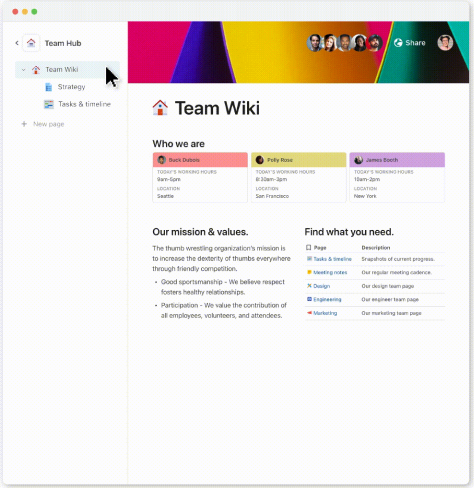 Team Hub
Share
Team Wiki
Strategy
Tasks & timeline
+ New page
Team Wiki
Who we are
Buck Dubois
TODAY'S WORKING HOURS
9am-5pm
LOCATION
Seattle
Polly Rose
TODAY'S WORKING HOURS
8:30am-3pm
LOCATION
San Francisco
James Booth
TODAY'S WORKING HOURS
10am-2pm
LOCATION
New York
Our mission & values.
The thumb wrestling organization's mission is
to increase the dexterity of thumbs everywhere
through friendly competition.
• Good sportsmanship - We believe respect
fosters healthy relationships.
• Participation - We value the contribution of
all employees, volunteers, and attendees.
Find what you need.
Page Description
Tasks & timeline Snapshots of current progress.
Meeting notes Our regular meeting cadence.
Design Our design team page
Engineering Our engineer team page
Marketing Our marketing team page